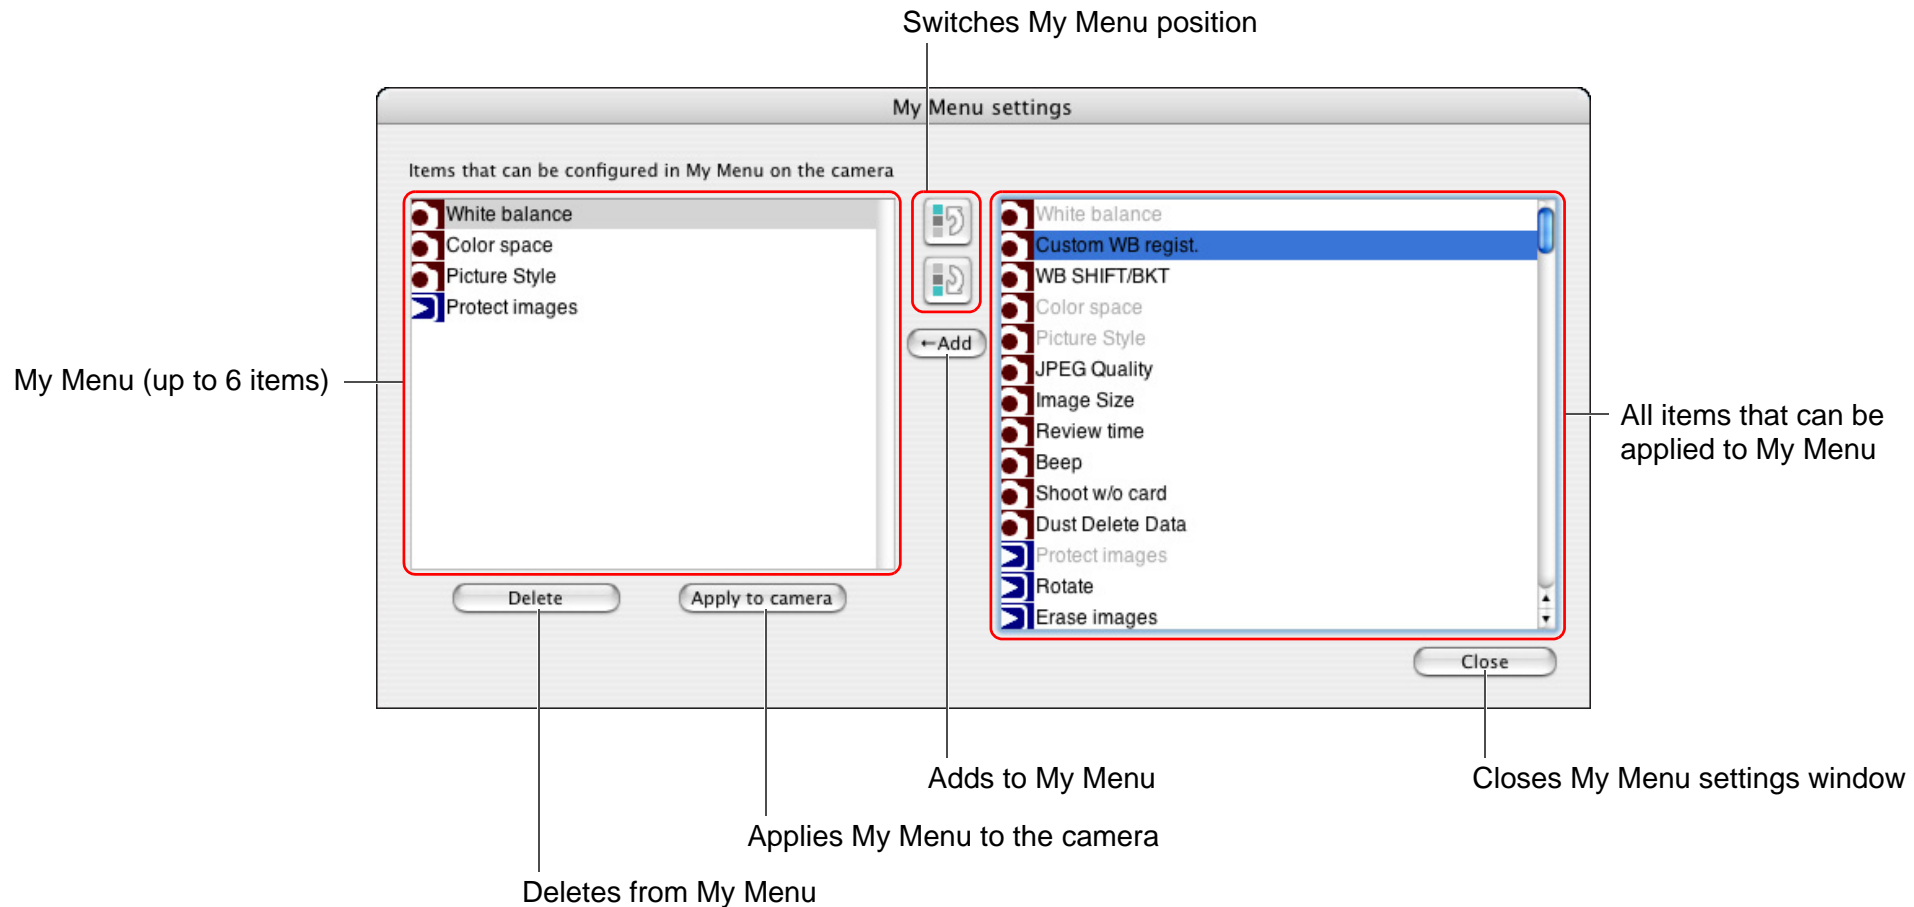 Switches My Menu position
My Menu settings
Items that can be configured in My Menu on the camera
White balance
Color space
Picture Style
Protect images
←Add
White balance
Custom WB regist.
WB SHIFT/BKT
Color space
Picture Style
JPEG Quality
Image Size
Review time
Beep
Shoot w/o card
Dust Delete Data
Protect images
Rotate
Erase images
My Menu (up to 6 items)
All items that can be
applied to My Menu
Delete
Apply to camera
Close
Adds to My Menu
Closes My Menu settings window
Applies My Menu to the camera
Deletes from My Menu